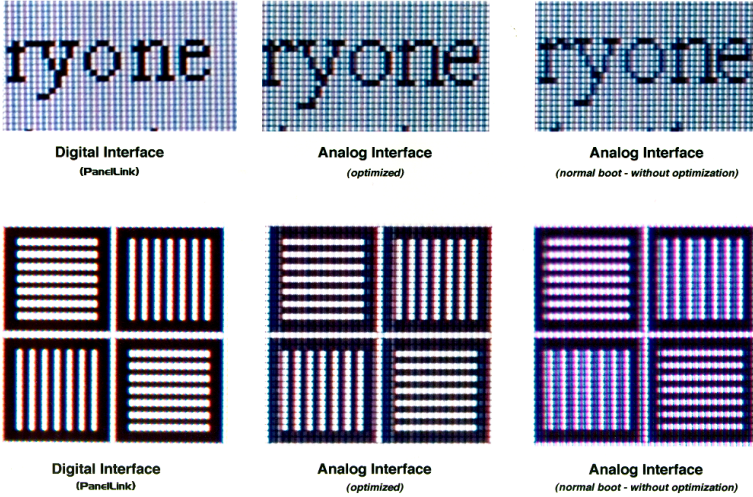 ryone ryone ryone
Digital Interface Analog Interface Analog Interface
(PanelLink) (optimized) (normal boot - without optimization)
Digital Interface Analog Interface Analog Interface
(PanelLink) (optimized) (normal boot - without optimization)